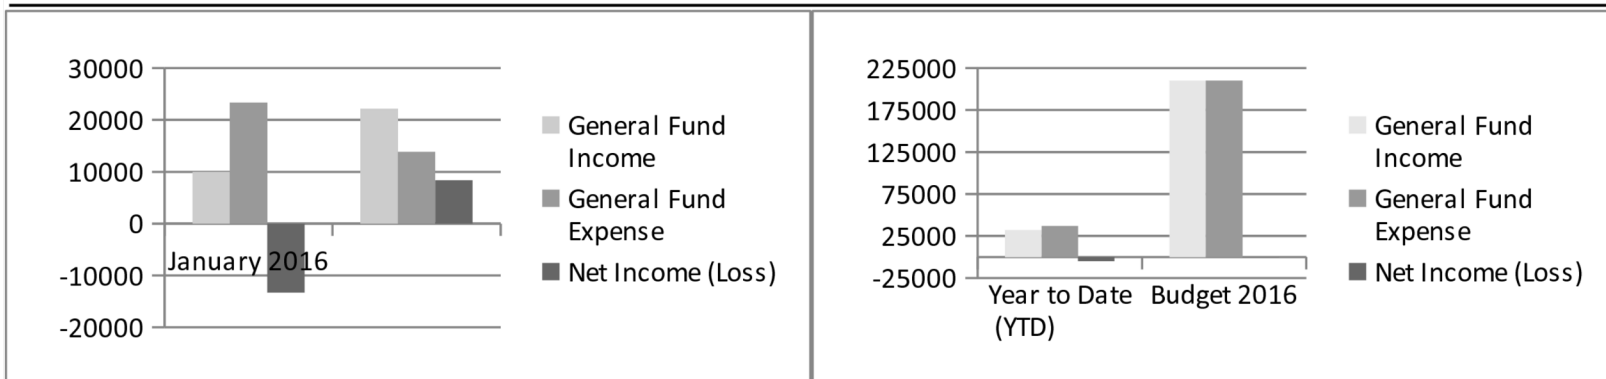 30000
20000
10000
0
-10000
-20000
January 2016
General Fund
Income
General Fund
Expense
Net Income (Loss)
225000
175000
125000
75000
25000
-25000
Year to Date
(YTD)
Budget 2016
General Fund
Income
General Fund
Expense
Net Income (Loss)